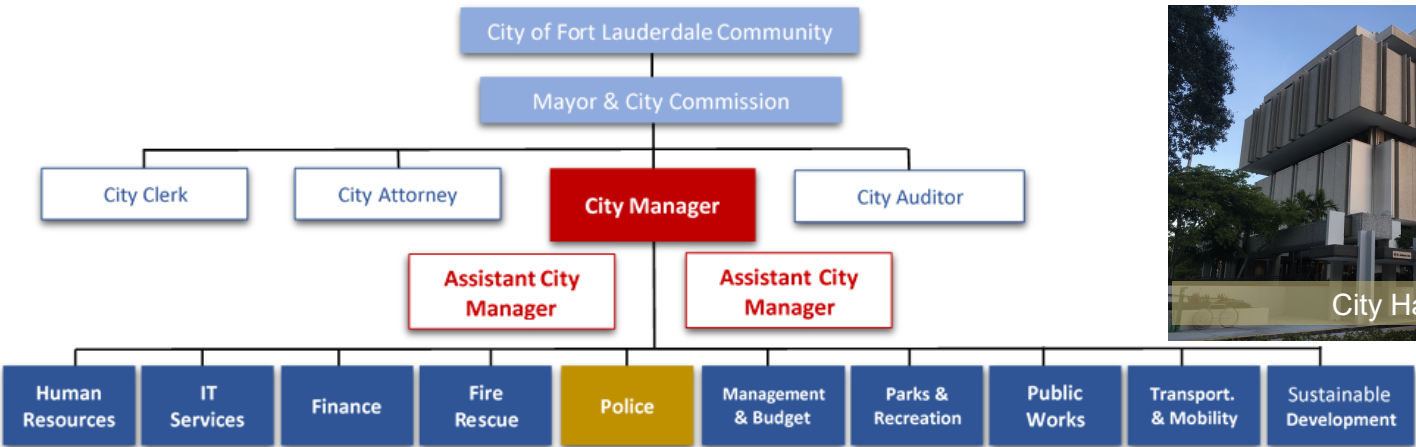 City of Fort Lauderdale Community
Mayor & City Commission
City Clerk
City Attorney
City Manager
City Auditor
Assistant City
Manager
Assistant City
Manager
City Ha
Human
Resources
IT
Services
Finance
Fire
Rescue
Police
Management
& Budget
Parks &
Recreation
Public
Works
Transport.
& Mobility
Sustainable
Development